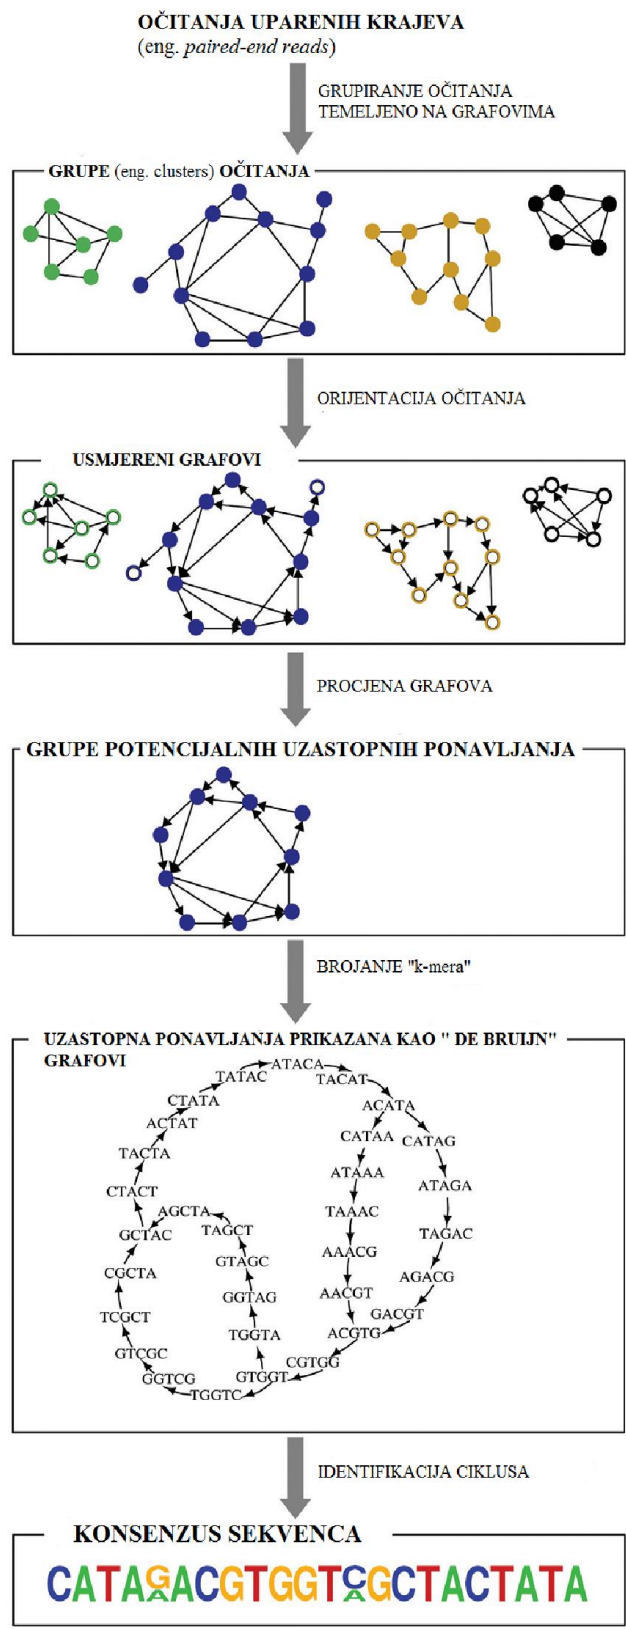 OČITANJA UPARENIH KRAJEVA
(eng. paired-end reads)
GRUPIRANJE OČITANJA
TEMELJENO NA GRAFOVIMA
GRUPE (eng. clusters) OČITANJA
ORIJENTACIJA OČITANJA
USMJERENI GRAFOVI
PROCJENA GRAFOVA
GRUPE POTENCIJALNIH UZASTOPNIH PONAVLJANJA
BROJANJE "k-mera"
UZASTOPNA PONAVLJANJA PRIKAZANA KAO " DE BRUIJN"
GRAFOVI
ATACA
TACAT
ACATA
CATAG
ATAGA
TAGAC
AGACG
GACGT
CATAA
ATAAA
TAAAC
AAACG
AACGT
ACGTG
CGTGG
GTGGT
TGGTA
GGTAG
GTAGC
TAGCT
AGCTA
TGGTC
GGTCG
GTCGC
TCGCT
CGCTA
GCTAC
CTACT
TACTA
ACTAT
CTATA
TATAC
IDENTIFIKACIJA CIKLUSA
KONSENZUS SEKVENCA
CATAGACGTGGTCGCTACTATA
A A